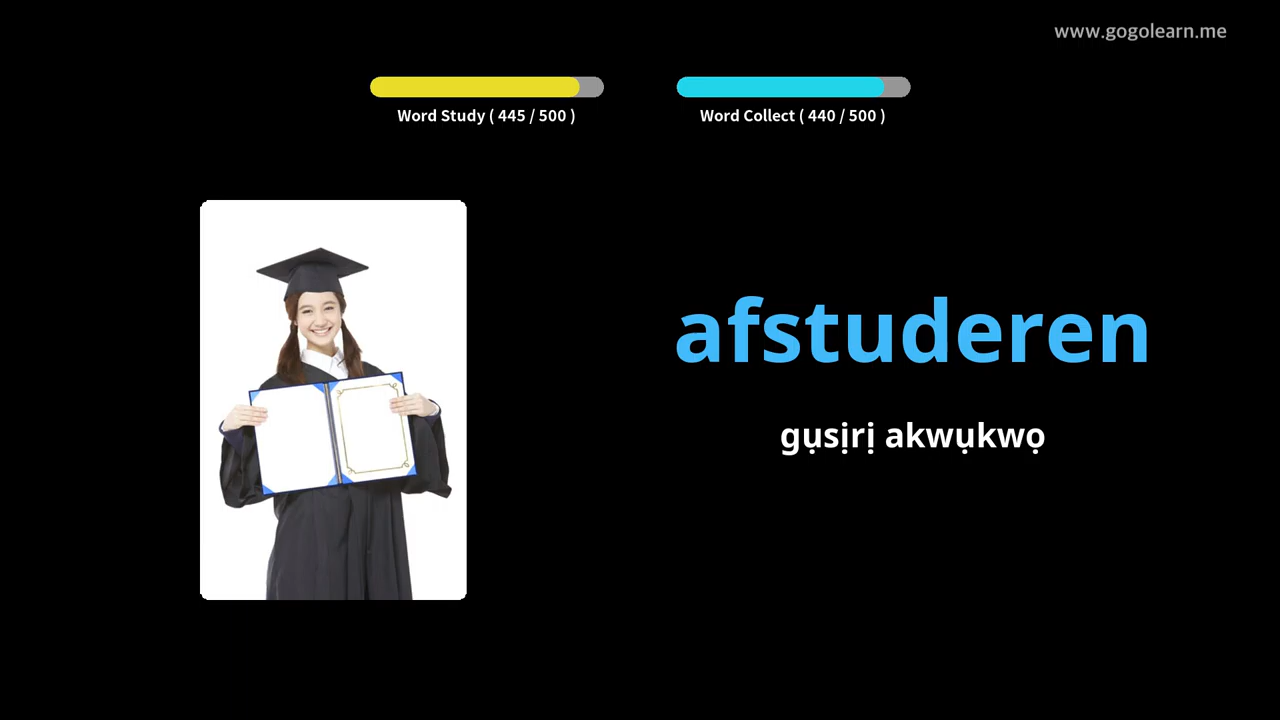 www.gogolearn.me
Word Study ( 445 / 500 )
Word Collect ( 440 / 500 )
afstuderen
gụsịrị akwụkwọ